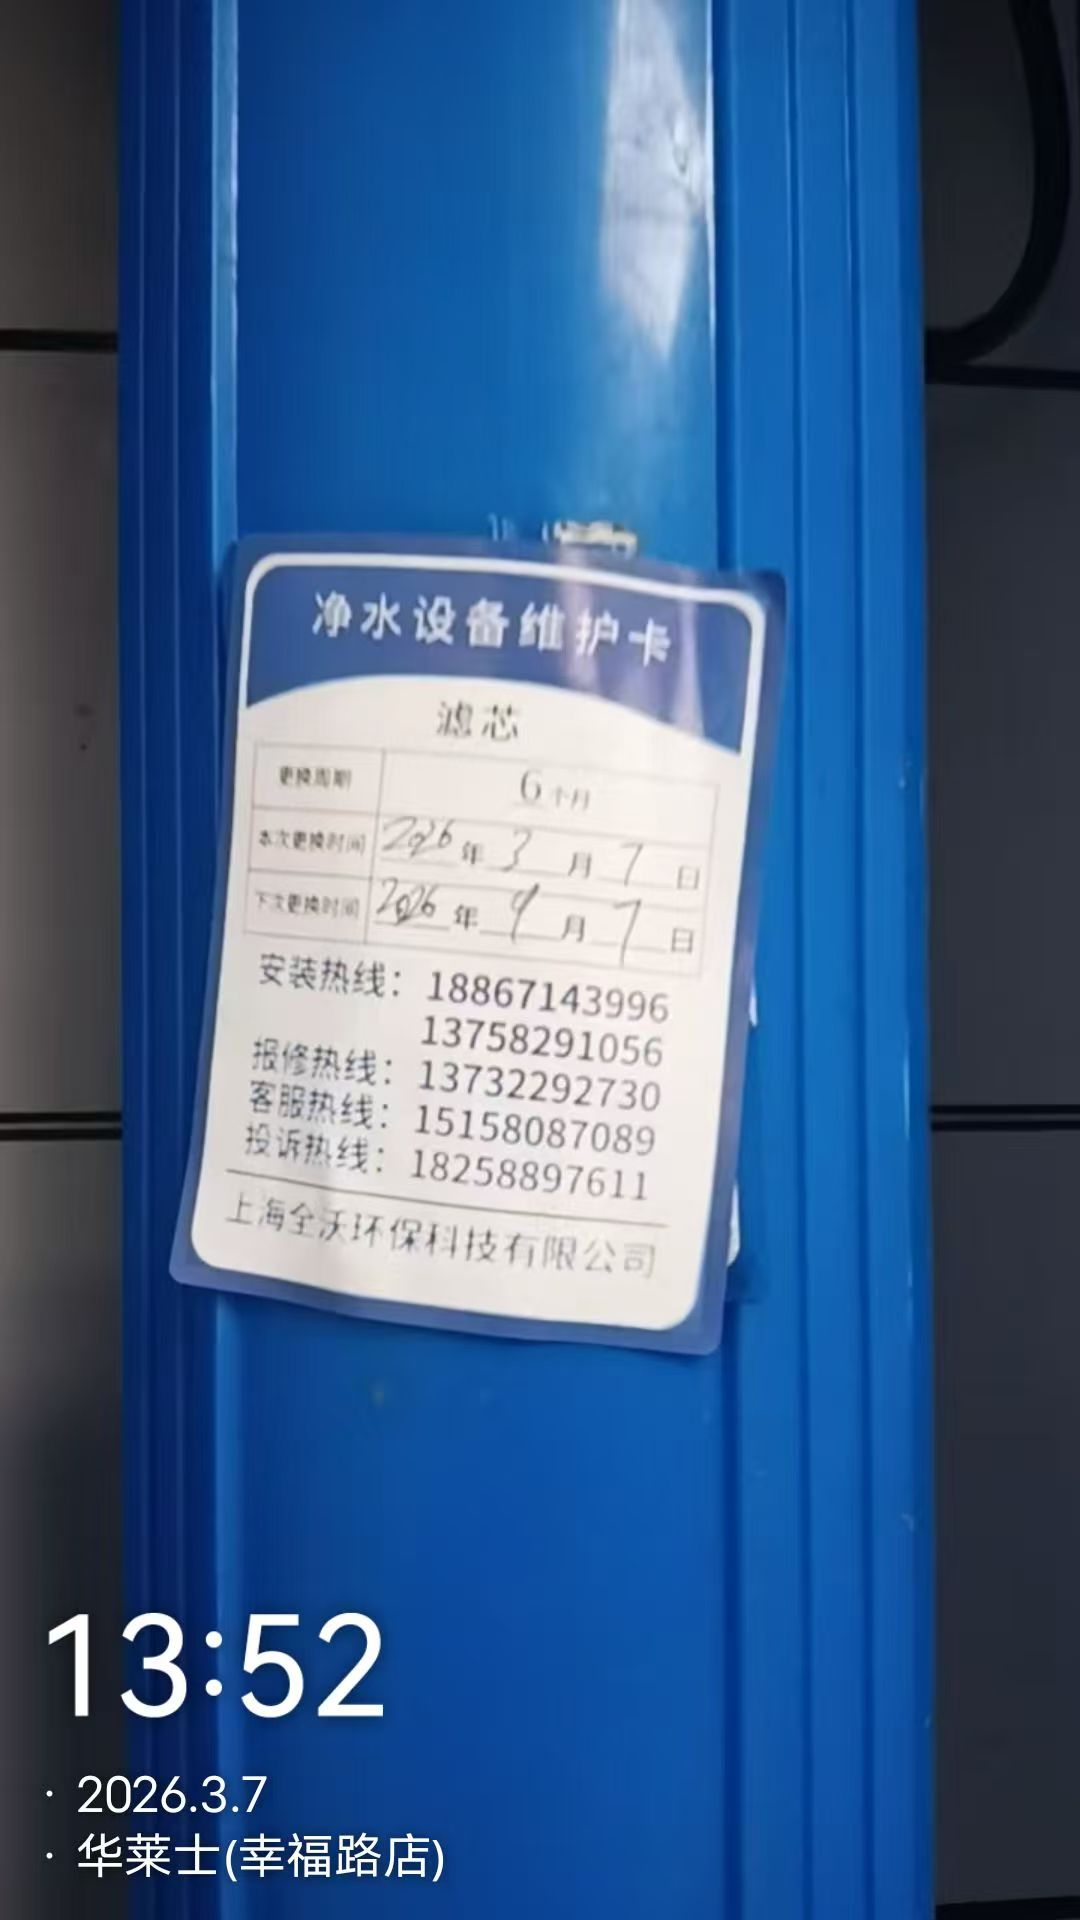 净水设备维护卡
滤芯
更换周期 6个月
本次更换时间 2026年3月7日
下次更换时间 2026年9月7日
安装热线：18867143996
13758291056
报修热线：13732292730
客服热线：15158087089
投诉热线：18258897611
上海全沃环保科技有限公司
13:52
· 2026.3.7
· 华莱士(幸福路店)